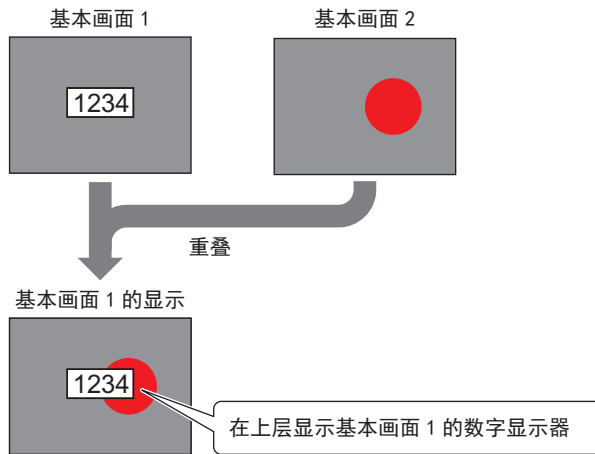 基本画面 1
基本画面 2
1234
重叠
基本画面 1 的显示
1234
在上层显示基本画面 1 的数字显示器